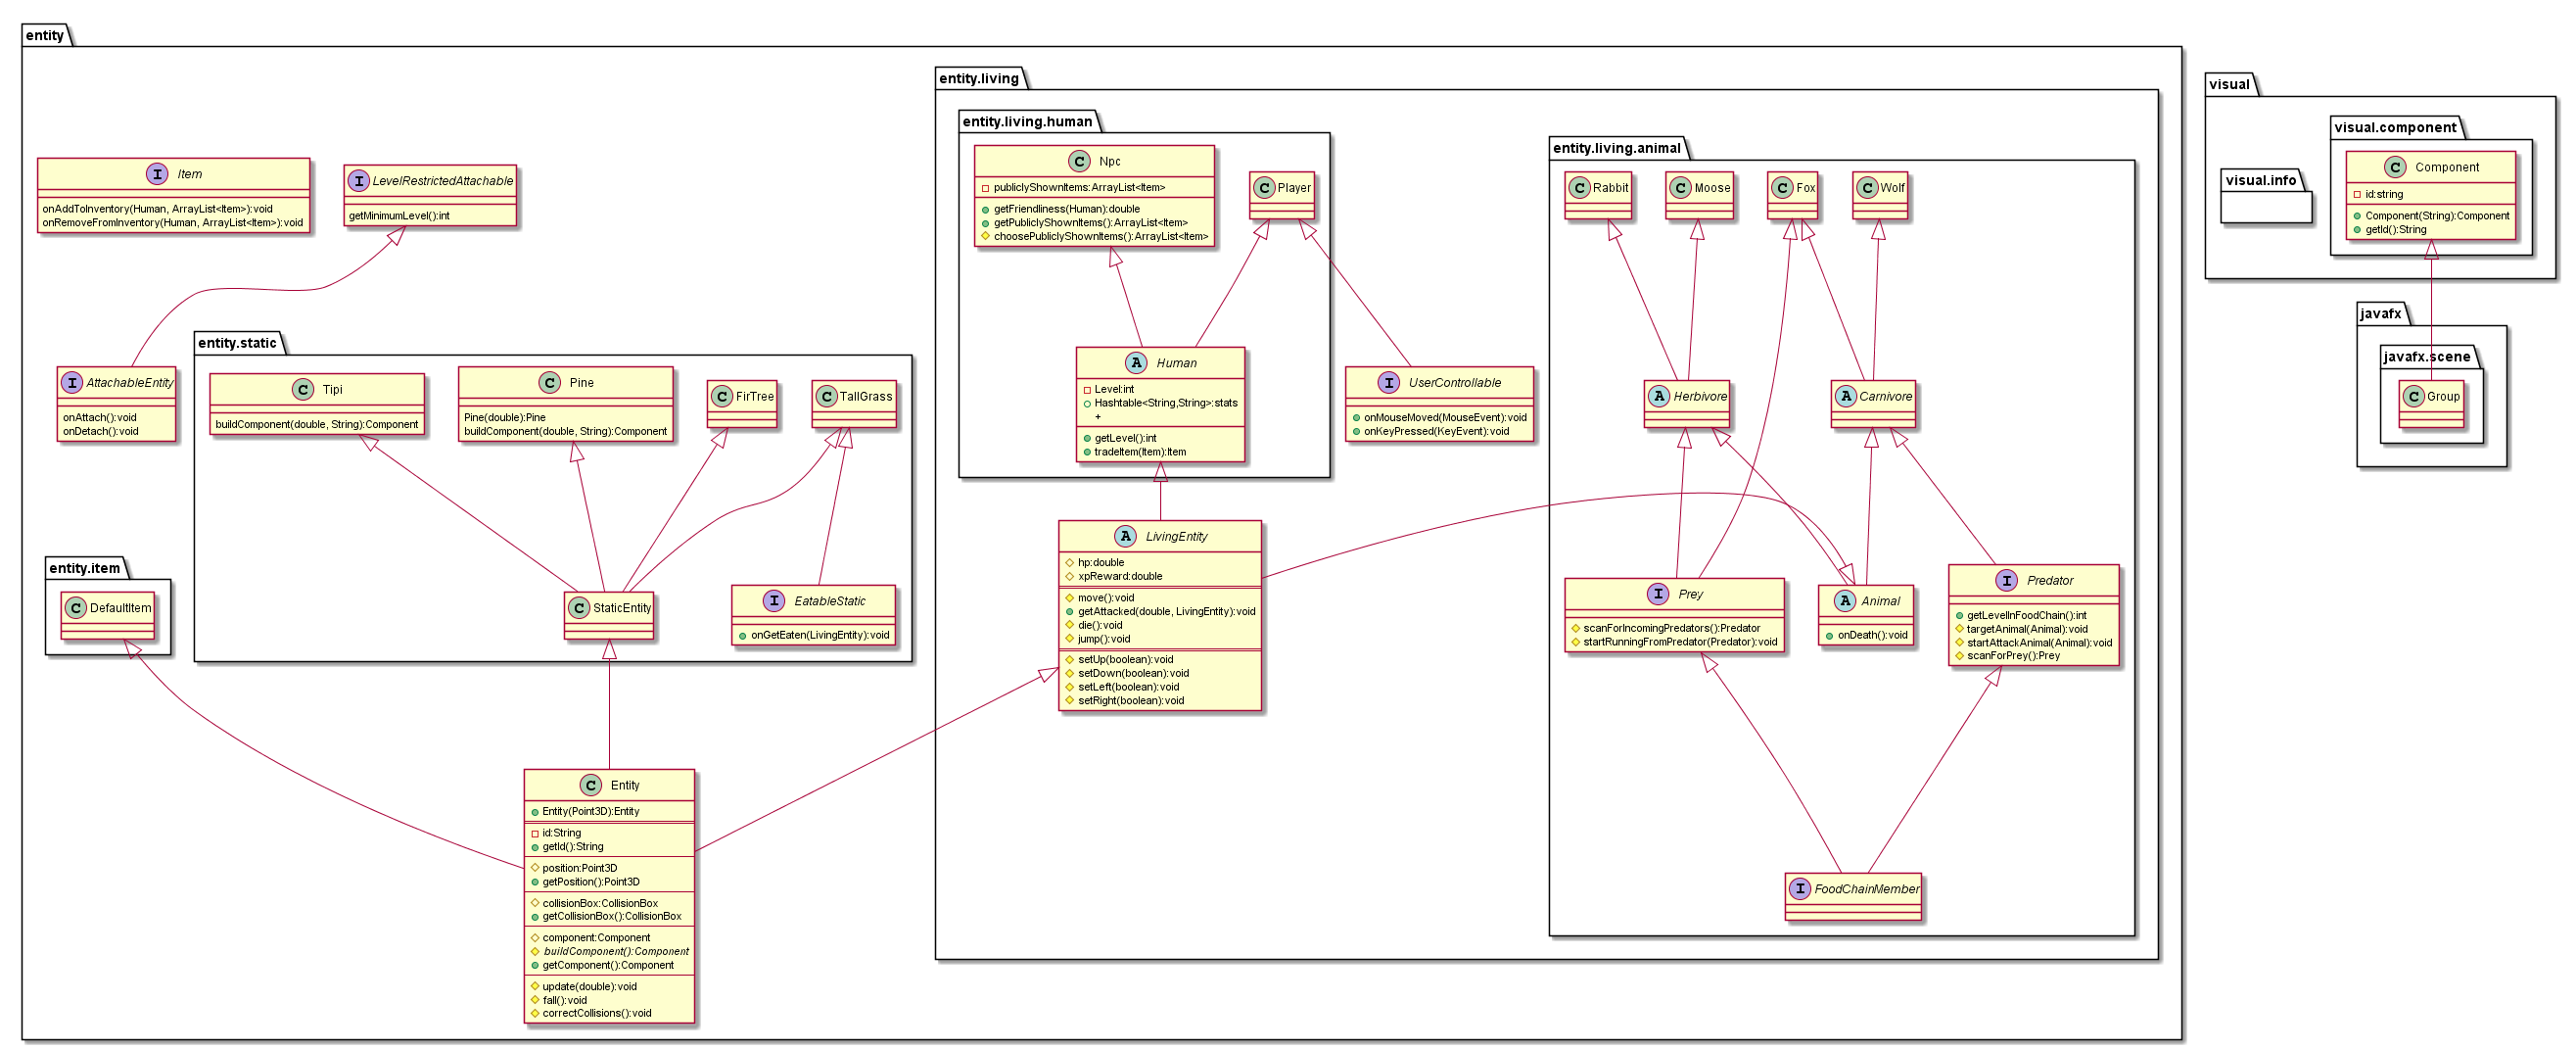 entity
I Item
onAddToInventory(Human, ArrayList<Item>):void
onRemoveFromInventory(Human, ArrayList<Item>):void
I LevelRestrictedAttachable
getMinimumLevel():int
I AttachableEntity
onAttach():void
onDetach():void
entity.static
C Tipi
buildComponent(double, String):Component
C Pine
Pine(double):Pine
buildComponent(double, String):Component
C FirTree
C TallGrass
C StaticEntity
I EatableStatic
onGetEaten(LivingEntity):void
entity.item
C DefaultItem
C Entity
Entity(Point3D):Entity
id:String
getId():String
position:Point3D
getPosition():Point3D
collisionBox:CollisionBox
getCollisionBox():CollisionBox
component:Component
buildComponent():Component
getComponent():Component
update(double):void
fall():void
correctCollisions():void
entity.living
entity.living.human
C Npc
publiclyShownItems:ArrayList<Item>
getFriendliness(Human):double
getPubliclyShownItems():ArrayList<Item>
choosePubliclyShownItems():ArrayList<Item>
C Player
A Human
Level:int
Hashtable<String,String>:stats
+
getLevel():int
tradeItem(Item):Item
I UserControllable
onMouseMoved(MouseEvent):void
onKeyPressed(KeyEvent):void
A LivingEntity
hp:double
xpReward:double
move():void
getAttacked(double, LivingEntity):void
die():void
jump():void
setUp(boolean):void
setDown(boolean):void
setLeft(boolean):void
setRight(boolean):void
entity.living.animal
C Rabbit
C Moose
C Fox
C Wolf
A Herbivore
A Carnivore
I Prey
scanForIncomingPredators():Predator
startRunningFromPredator(Predator):void
A Animal
onDeath():void
I Predator
getLevelInFoodChain():int
targetAnimal(Animal):void
startAttackAnimal(Animal):void
scanForPrey():Prey
I FoodChainMember
visual
visual.info
visual.component
C Component
id:string
Component(String):Component
getId():String
javafx
javafx.scene
C Group